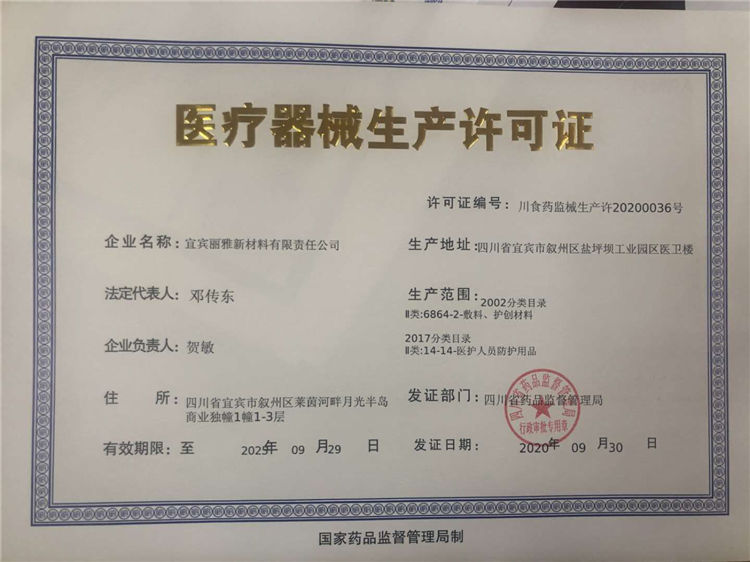 医疗器械生产许可证
许可证编号：川食药监械生产许20200036号
企业名称：宜宾丽雅新材料有限责任公司
生产地址：四川省宜宾市叙州区盐坪坝工业园区医卫楼
法定代表人：邓传东
生产范围：2002分类目录
Ⅱ类:6864-2-敷料、护创材料
企业负责人：贺敏
2017分类目录
Ⅱ类:14-14-医护人员防护用品
住所：四川省宜宾市叙州区莱茵河畔月光半岛
商业独幢1幢1-3层
发证部门：四川省药品监督管理局
四川省药品监督管理局
行政审批专用章
有效期限：至 2025年 09 月29 日
发证日期：2020年 09 月30 日
国家药品监督管理局制